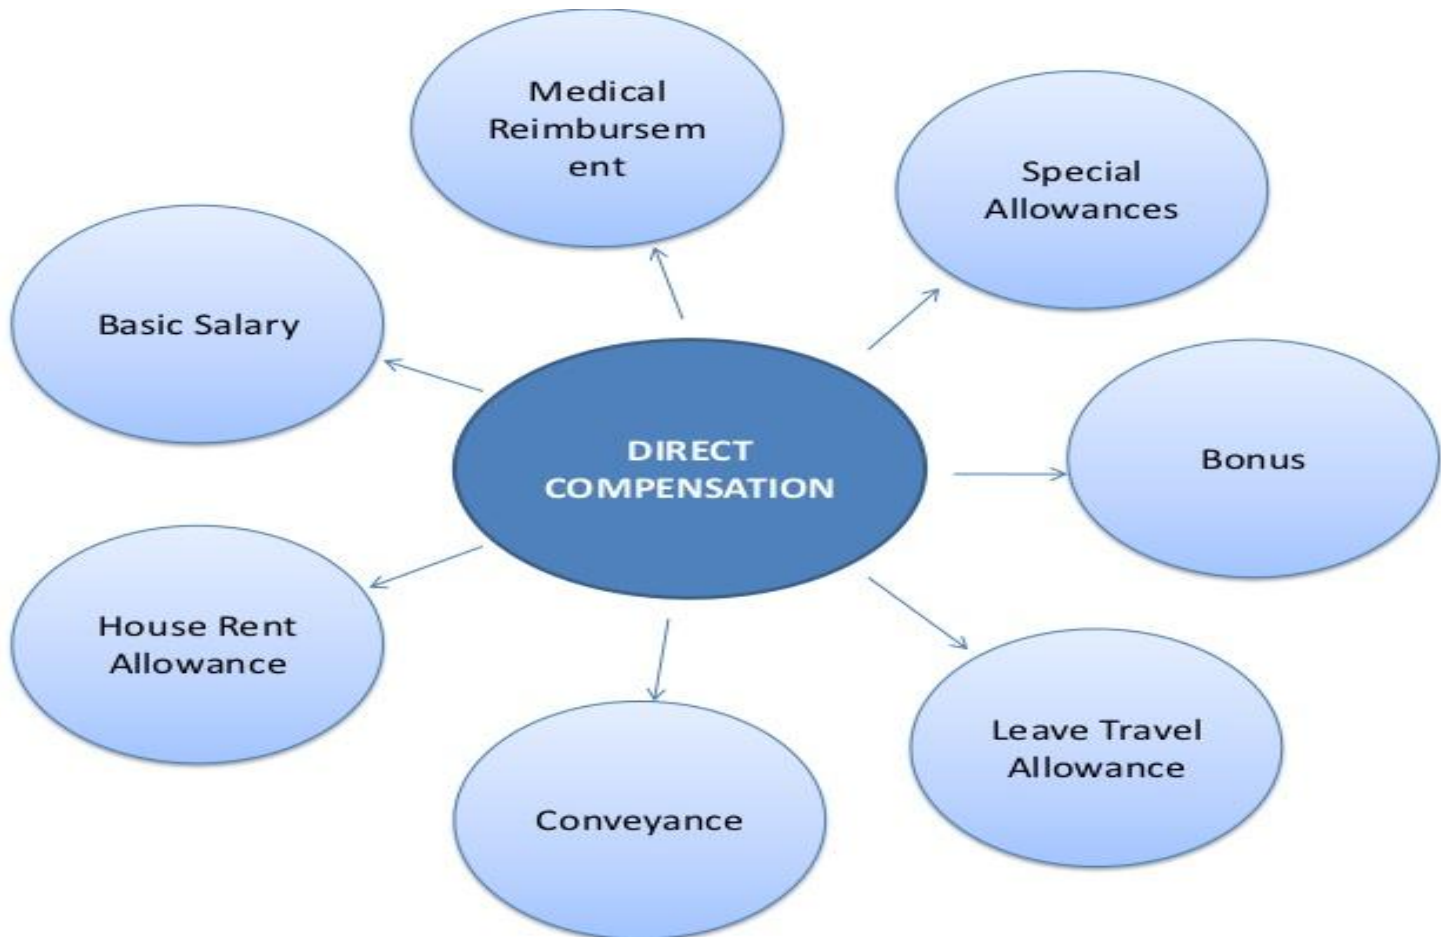 Medical
Reimbursem
ent
Special
Allowances
Basic Salary
DIRECT
COMPENSATION
Bonus
House Rent
Allowance
Leave Travel
Allowance
Conveyance